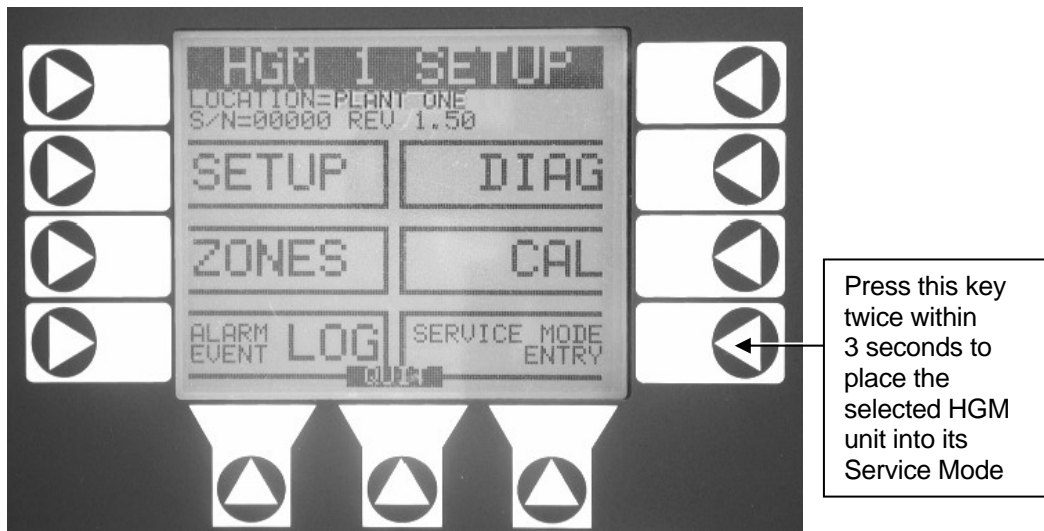 HGM 1 SETUP
LOCATION=PLANT ONE
S/N=00000 REV 1.50
SETUP
DIAG
ZONES
CAL
ALARM
EVENT
LOG
SERVICE MODE
ENTRY
QUIT
Press this key
twice within
3 seconds to
place the
selected HGM
unit into its
Service Mode